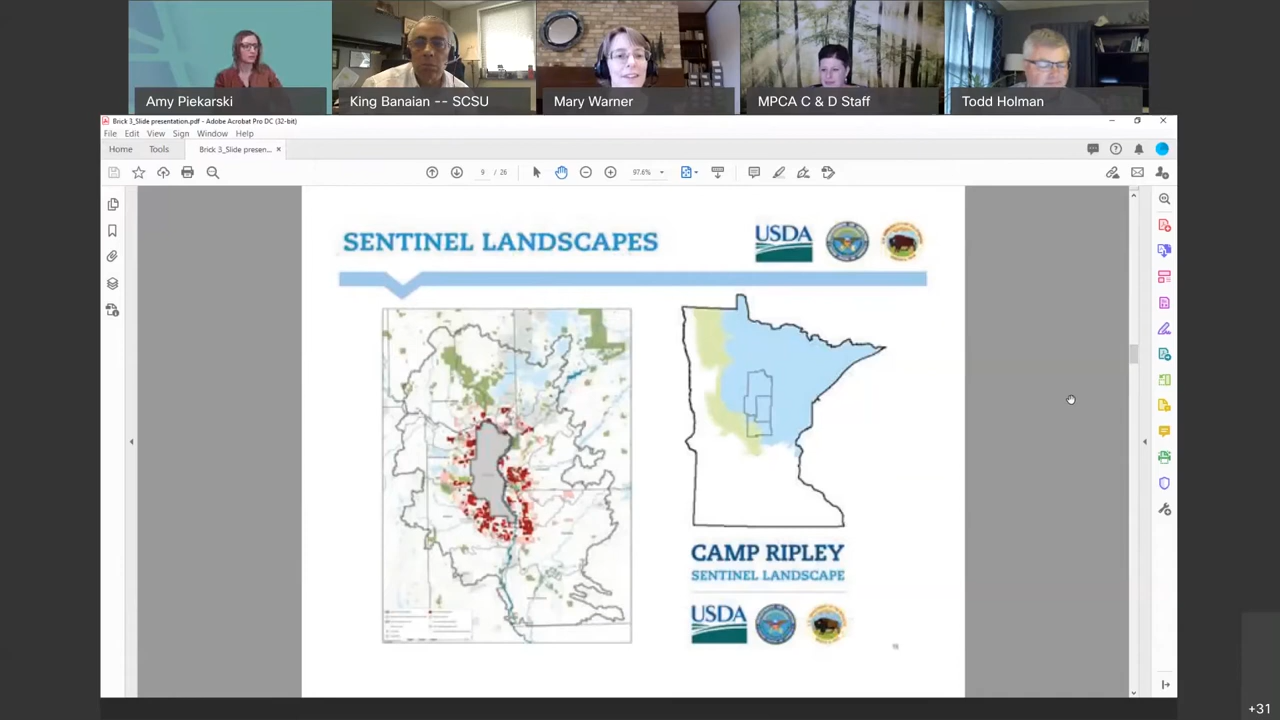 Amy Piekarski
King Banaian -- SCSU
Mary Warner
MPCA C & D Staff
Todd Holman
Brick 3_Slide presentation.pdf - Adobe Acrobat Pro DC (32-bit)
File Edit View Sign Window Help
Home Tools Brick 3_Slide presen... ×
9 / 26 97.6%
SENTINEL LANDSCAPES
USDA
CAMP RIPLEY
SENTINEL LANDSCAPE
USDA
+31